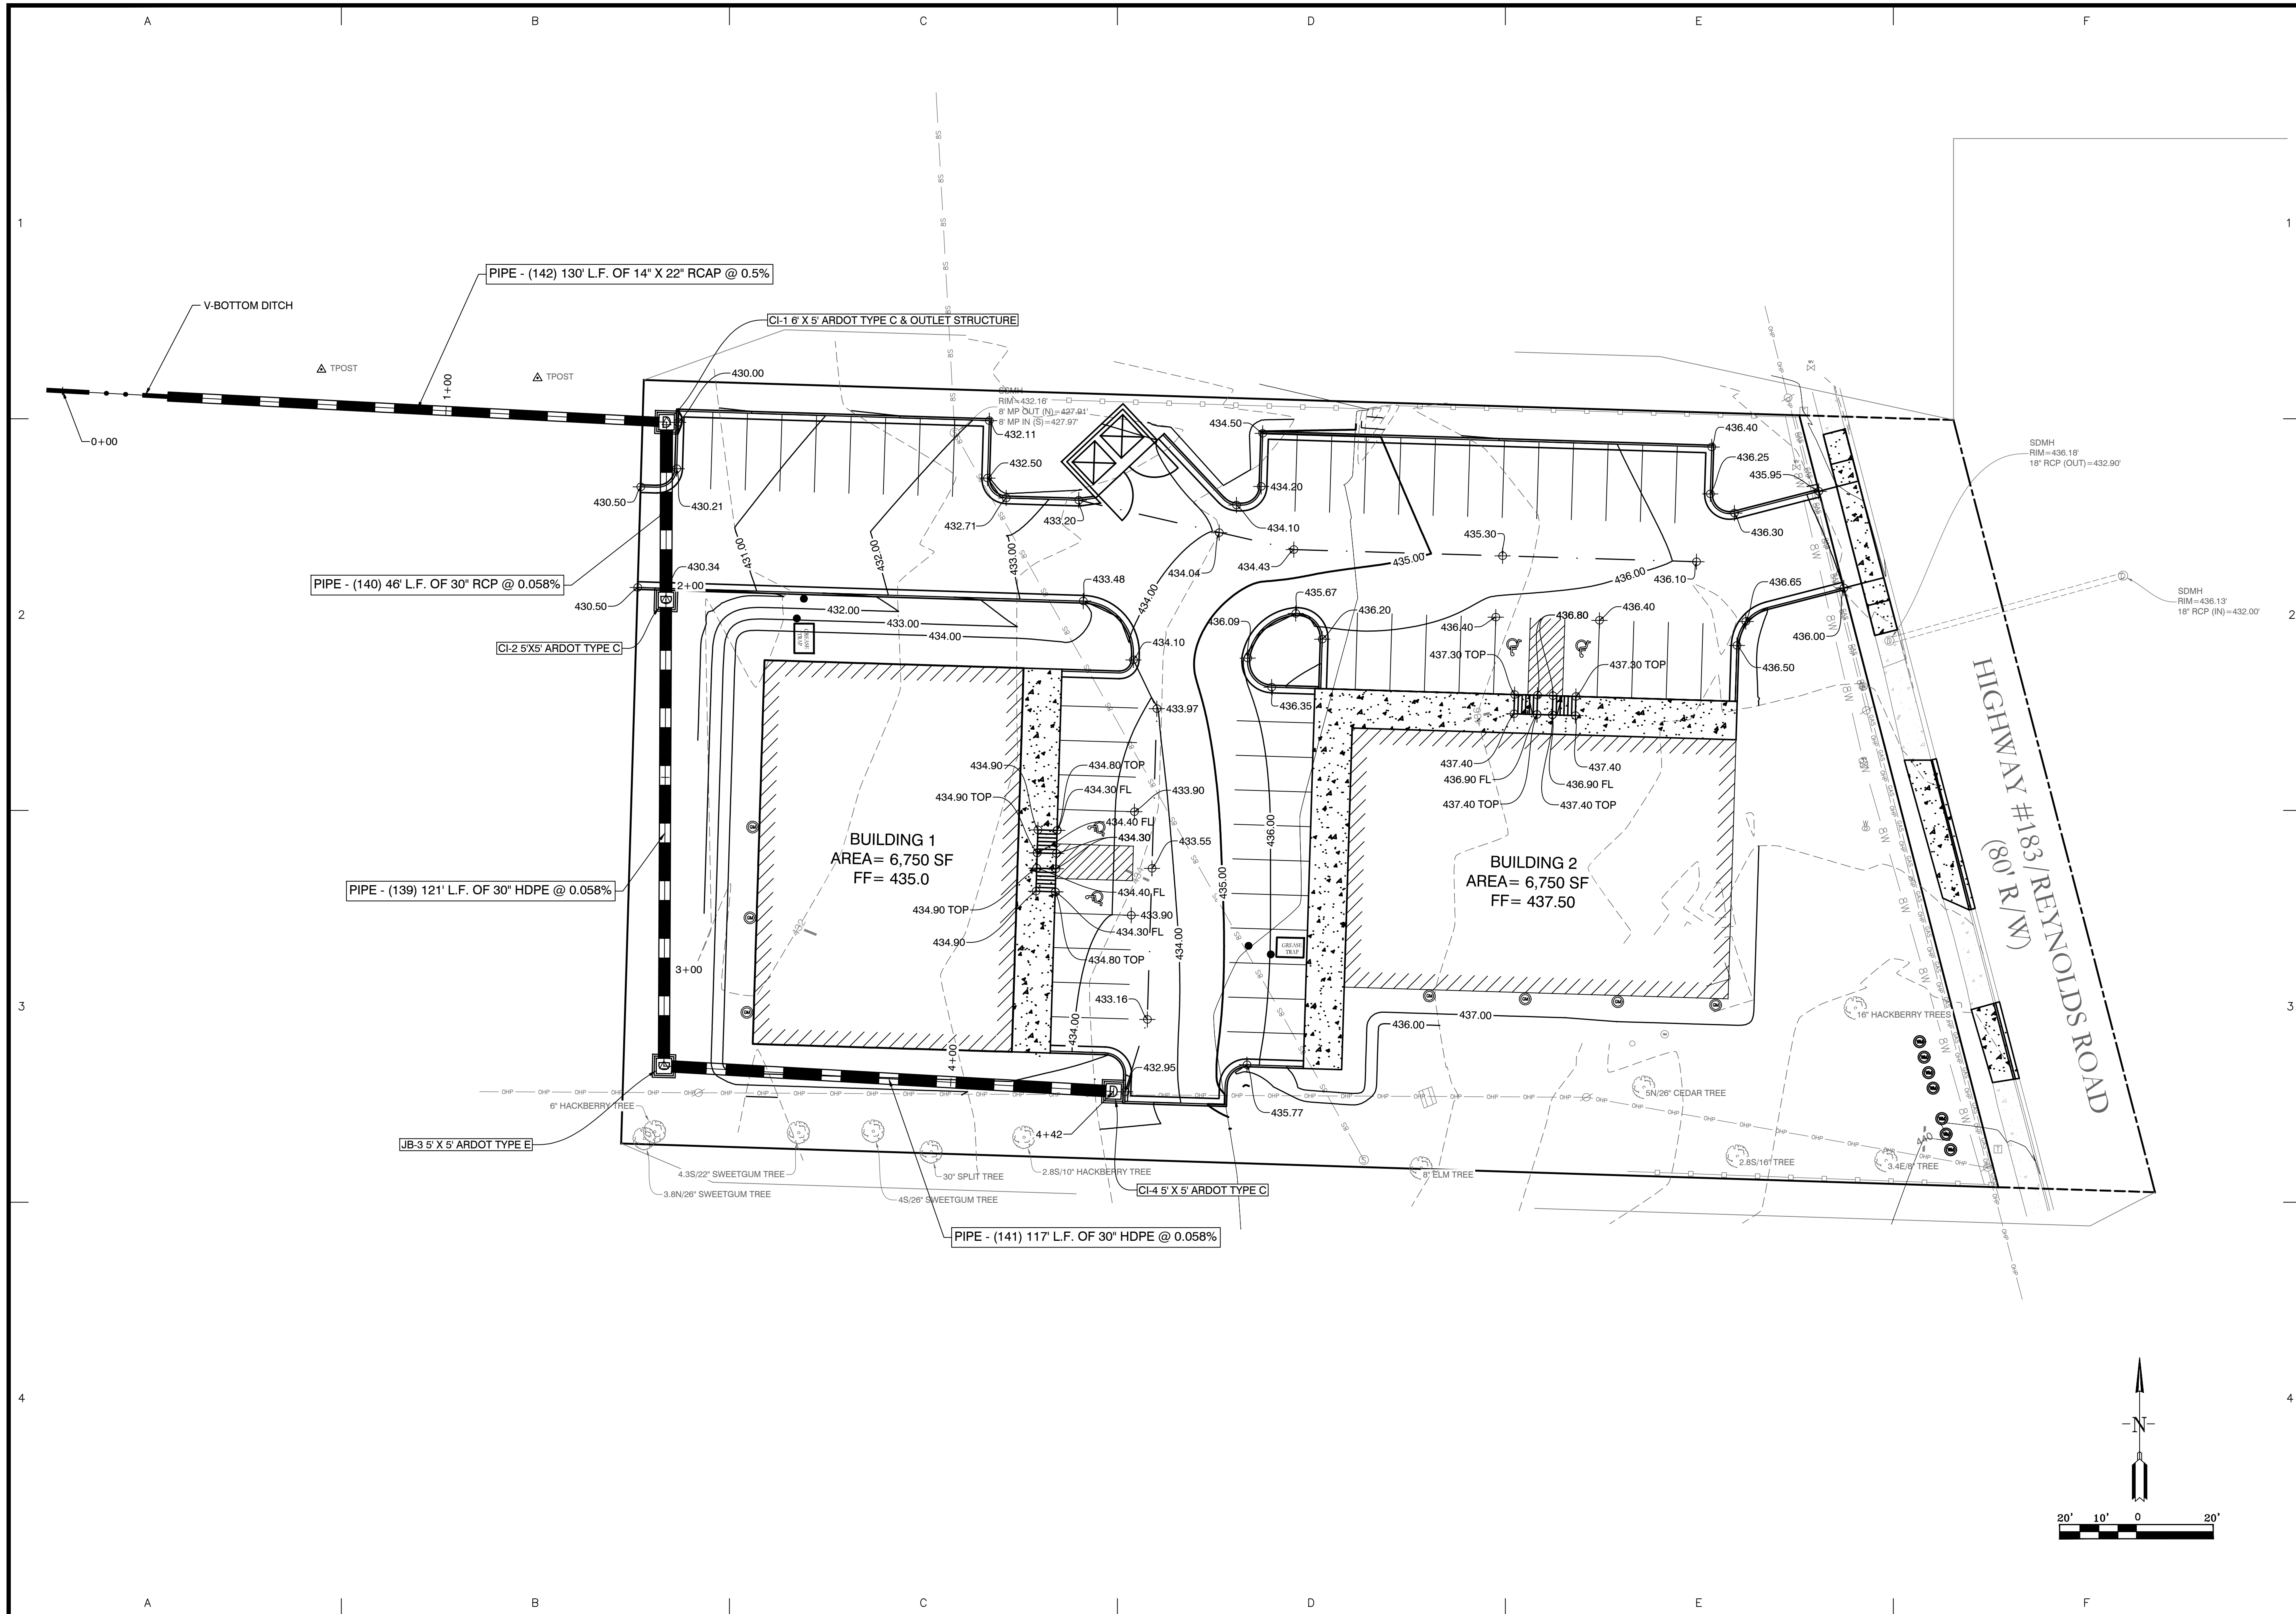 A B C D E F
1 1
PIPE - (142) 130' L.F. OF 14" X 22" RCAP @ 0.5%
V-BOTTOM DITCH
CI-1 6' X 5' ARDOT TYPE C & OUTLET STRUCTURE
TPOST
TPOST
1+00
0+00
430.00
SSMH
RIM=432.16'
8" MP OUT (N)=427.91'
8" MP IN (S)=427.97'
432.11
434.50
436.40
436.25
435.95
SDMH
RIM=436.18'
18" RCP (OUT)=432.90'
432.50
430.50
430.21
434.20
432.71
433.20
434.10
436.30
435.30
431.00
432.00
433.00
434.04
434.43
435.00
436.00
436.10
PIPE - (140) 46' L.F. OF 30" RCP @ 0.058%
430.34
2+00
433.48
436.65
SDMH
RIM=436.13'
18" RCP (IN)=432.00'
430.50
434.00
435.67
432.00
433.00
434.00
436.20
436.09
436.40
436.80
436.40
436.00
2 2
CI-2 5'X5' ARDOT TYPE C
GREASE
TRAP
434.10
437.30 TOP
437.30 TOP
436.50
433.97
436.35
HIGHWAY #183/REYNOLDS ROAD
(80' R/W)
434.90
434.80 TOP
437.40
437.40
436.90 FL
436.90 FL
434.90 TOP
434.30 FL
433.90
437.40 TOP
437.40 TOP
434.40 FL
434.30
433.55
436.00
BUILDING 1
AREA= 6,750 SF
FF= 435.0
BUILDING 2
AREA= 6,750 SF
FF= 437.50
PIPE - (139) 121' L.F. OF 30" HDPE @ 0.058%
434.40 FL
435.00
434.90 TOP
433.90
434.30 FL
432
434.90
434.00
GREASE
TRAP
434.80 TOP
3+00
433.16
3 3
434.00
436.00
437.00
16" HACKBERRY TREES
4+00
432.95
435.77
5N/26" CEDAR TREE
6" HACKBERRY TREE
4+42
JB-3 5' X 5' ARDOT TYPE E
440
4.3S/22" SWEETGUM TREE
30" SPLIT TREE
2.8S/10" HACKBERRY TREE
8" ELM TREE
2.8S/16" TREE
3.4E/8" TREE
3.8N/26" SWEETGUM TREE
4S/26" SWEETGUM TREE
CI-4 5' X 5' ARDOT TYPE C
PIPE - (141) 117' L.F. OF 30" HDPE @ 0.058%
4 4
N
20' 10' 0 20'
A B C D E F